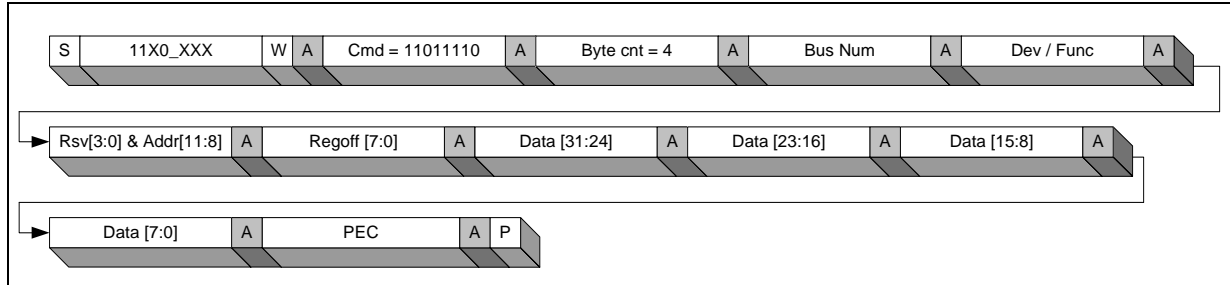 S 11X0_XXX W A Cmd = 11011110 A Byte cnt = 4 A Bus Num A Dev / Func A
Rsv[3:0] & Addr[11:8] A Regoff [7:0] A Data [31:24] A Data [23:16] A Data [15:8] A
Data [7:0] A PEC A P